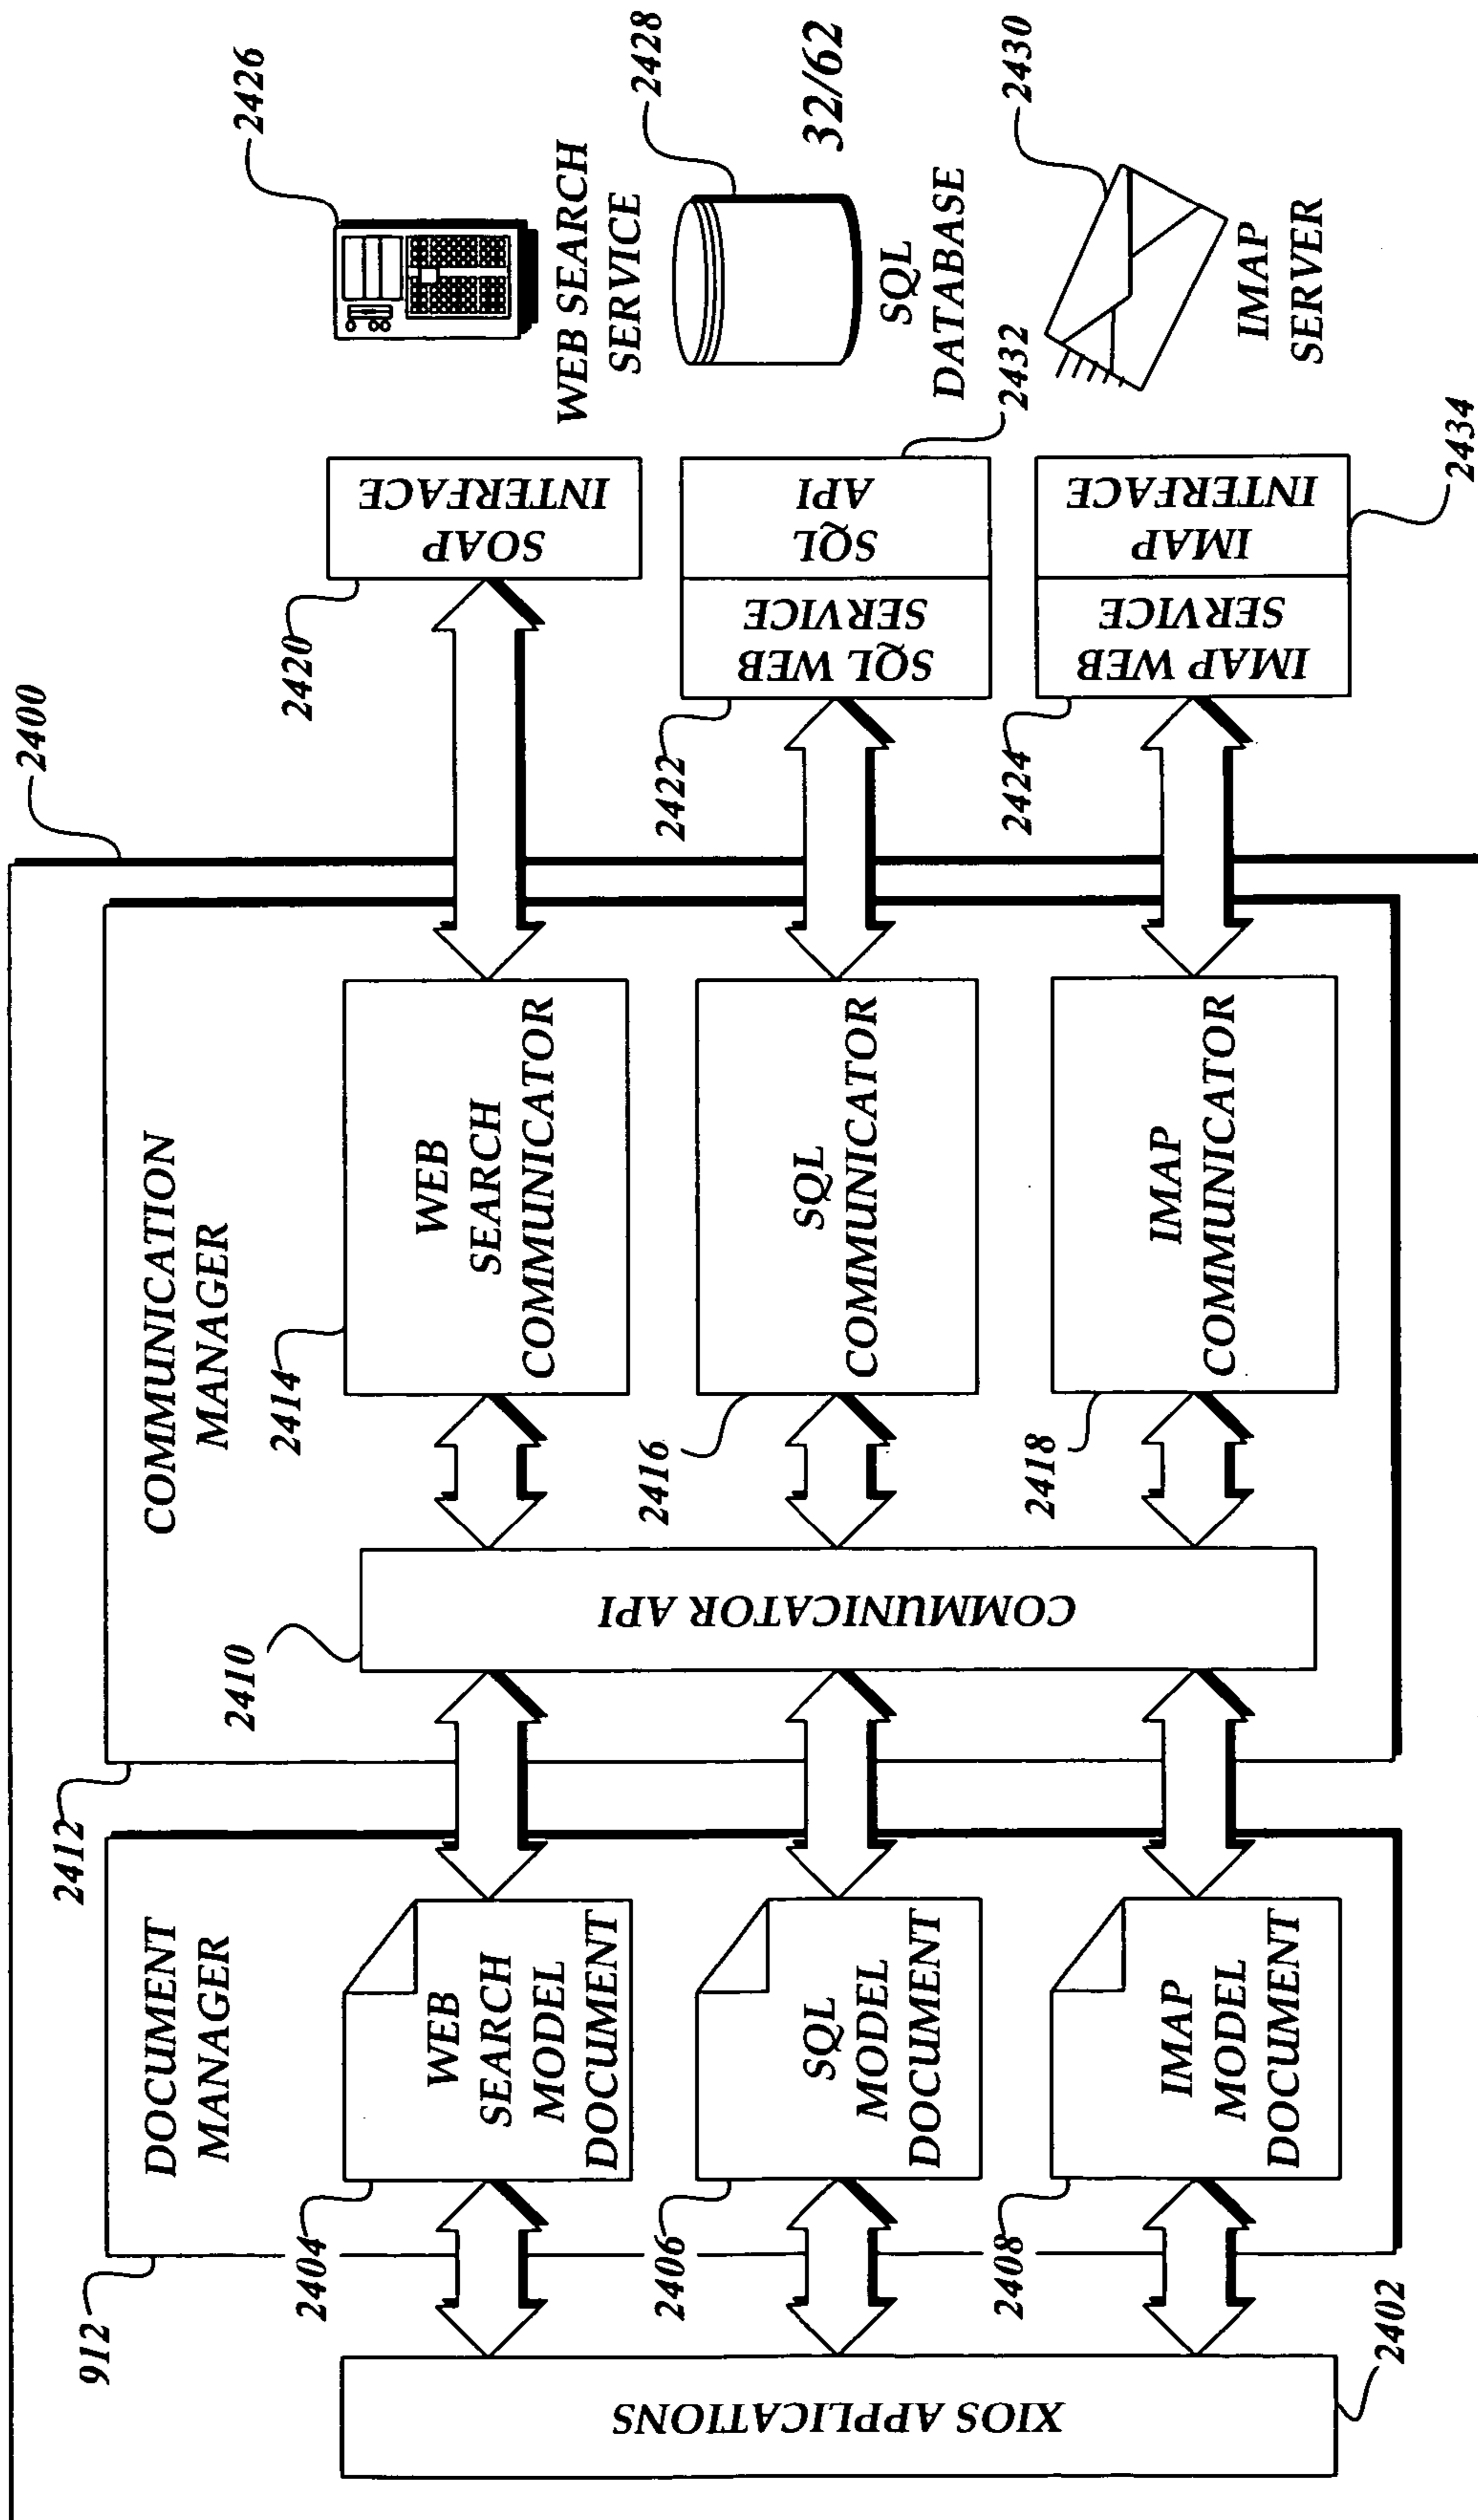 2400
912
DOCUMENT
MANAGER
2412
COMMUNICATION
MANAGER
2410
2414
2404
WEB
SEARCH
MODEL
DOCUMENT
WEB
SEARCH
COMMUNICATOR
2420
SOAP
INTERFACE
2426
WEB SEARCH
SERVICE
XIOS APPLICATIONS
2402
COMMUNICATOR API
2406
SQL
MODEL
DOCUMENT
2416
SQL
COMMUNICATOR
2422
SQL WEB
SERVICE
SQL
API
2432
2428
SQL
DATABASE
32/62
2408
IMAP
MODEL
DOCUMENT
2418
IMAP
COMMUNICATOR
2424
IMAP WEB
SERVICE
IMAP
INTERFACE
2434
2430
IMAP
SERVER